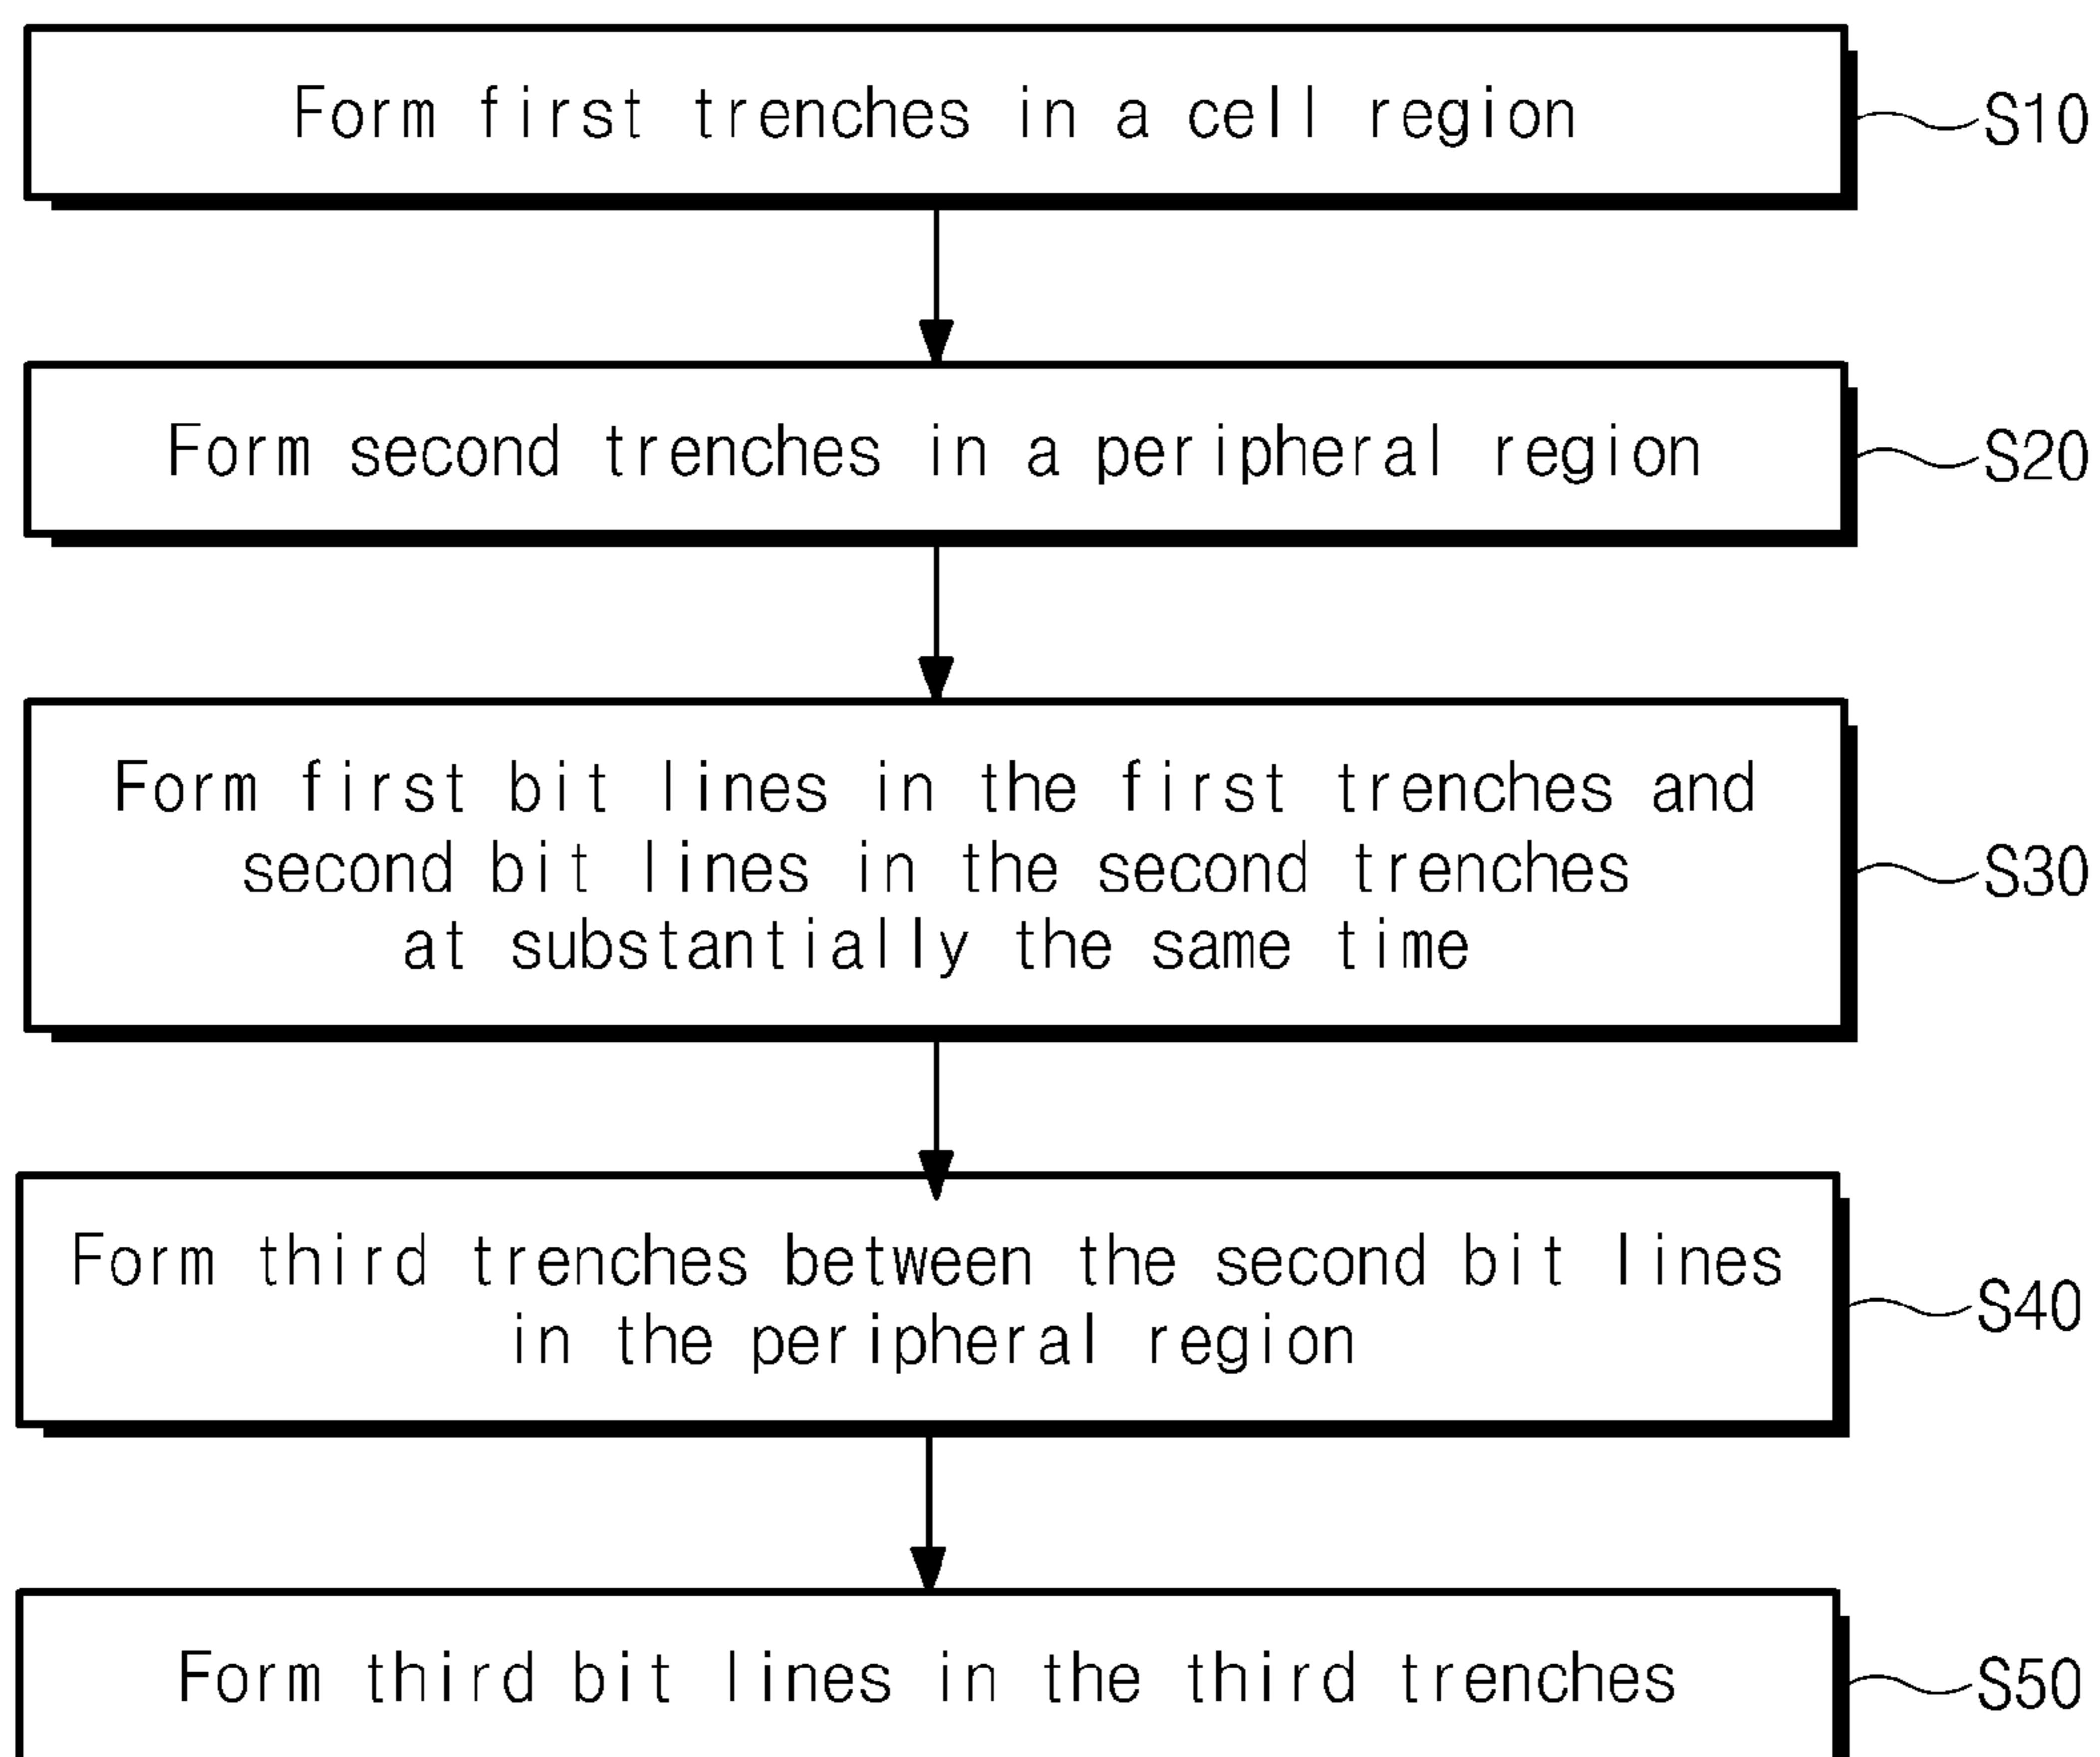 Form first trenches in a cell region
S10
Form second trenches in a peripheral region
S20
Form first bit lines in the first trenches and
second bit lines in the second trenches
at substantially the same time
S30
Form third trenches between the second bit lines
in the peripheral region
S40
Form third bit lines in the third trenches
S50